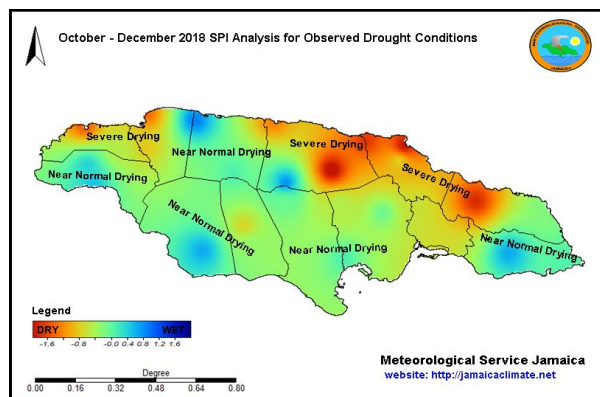 October - December 2018 SPI Analysis for Observed Drought Conditions
METEOROLOGICAL SERVICE
JAMAICA
Severe Drying
Severe Drying
Near Normal Drying
Near Normal Drying
Severe Drying
Near Normal Drying
Near Normal Drying
Near Normal Drying
Legend
DRY WET
-1.6 -0.8 -0.0 0.4 0.8 1.2 1.6
Degree
0.00 0.16 0.32 0.48 0.64 0.80
Meteorological Service Jamaica
website: http://jamaicaclimate.net